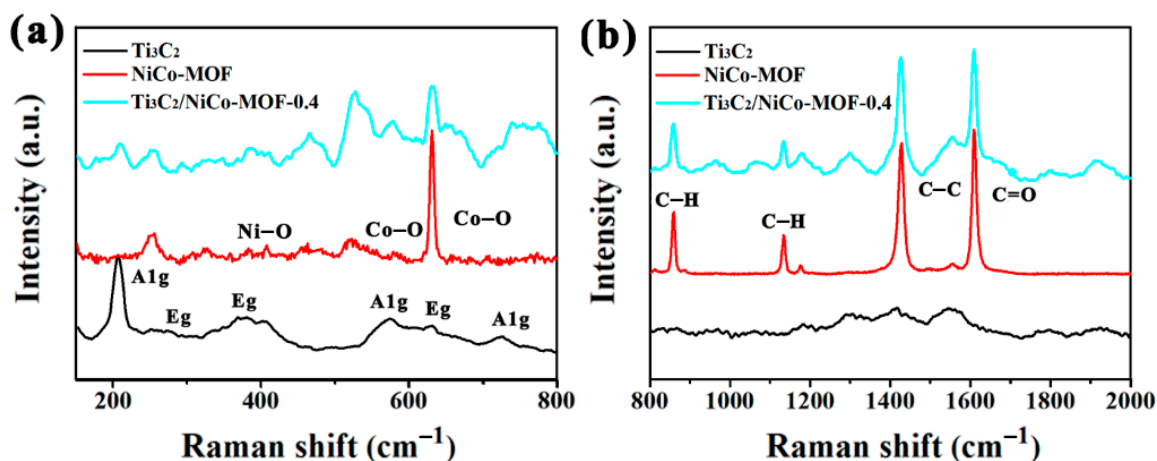 (a)
Ti₃C₂
NiCo-MOF
Ti₃C₂/NiCo-MOF-0.4
Intensity (a.u.)
Ni−O
Co−O
Co−O
A1g
Eg
Eg
A1g
Eg
A1g
200
400
600
800
Raman shift (cm⁻¹)
(b)
Ti₃C₂
NiCo-MOF
Ti₃C₂/NiCo-MOF-0.4
Intensity (a.u.)
C−H
C−H
C−C
C=O
800
1000
1200
1400
1600
1800
2000
Raman shift (cm⁻¹)